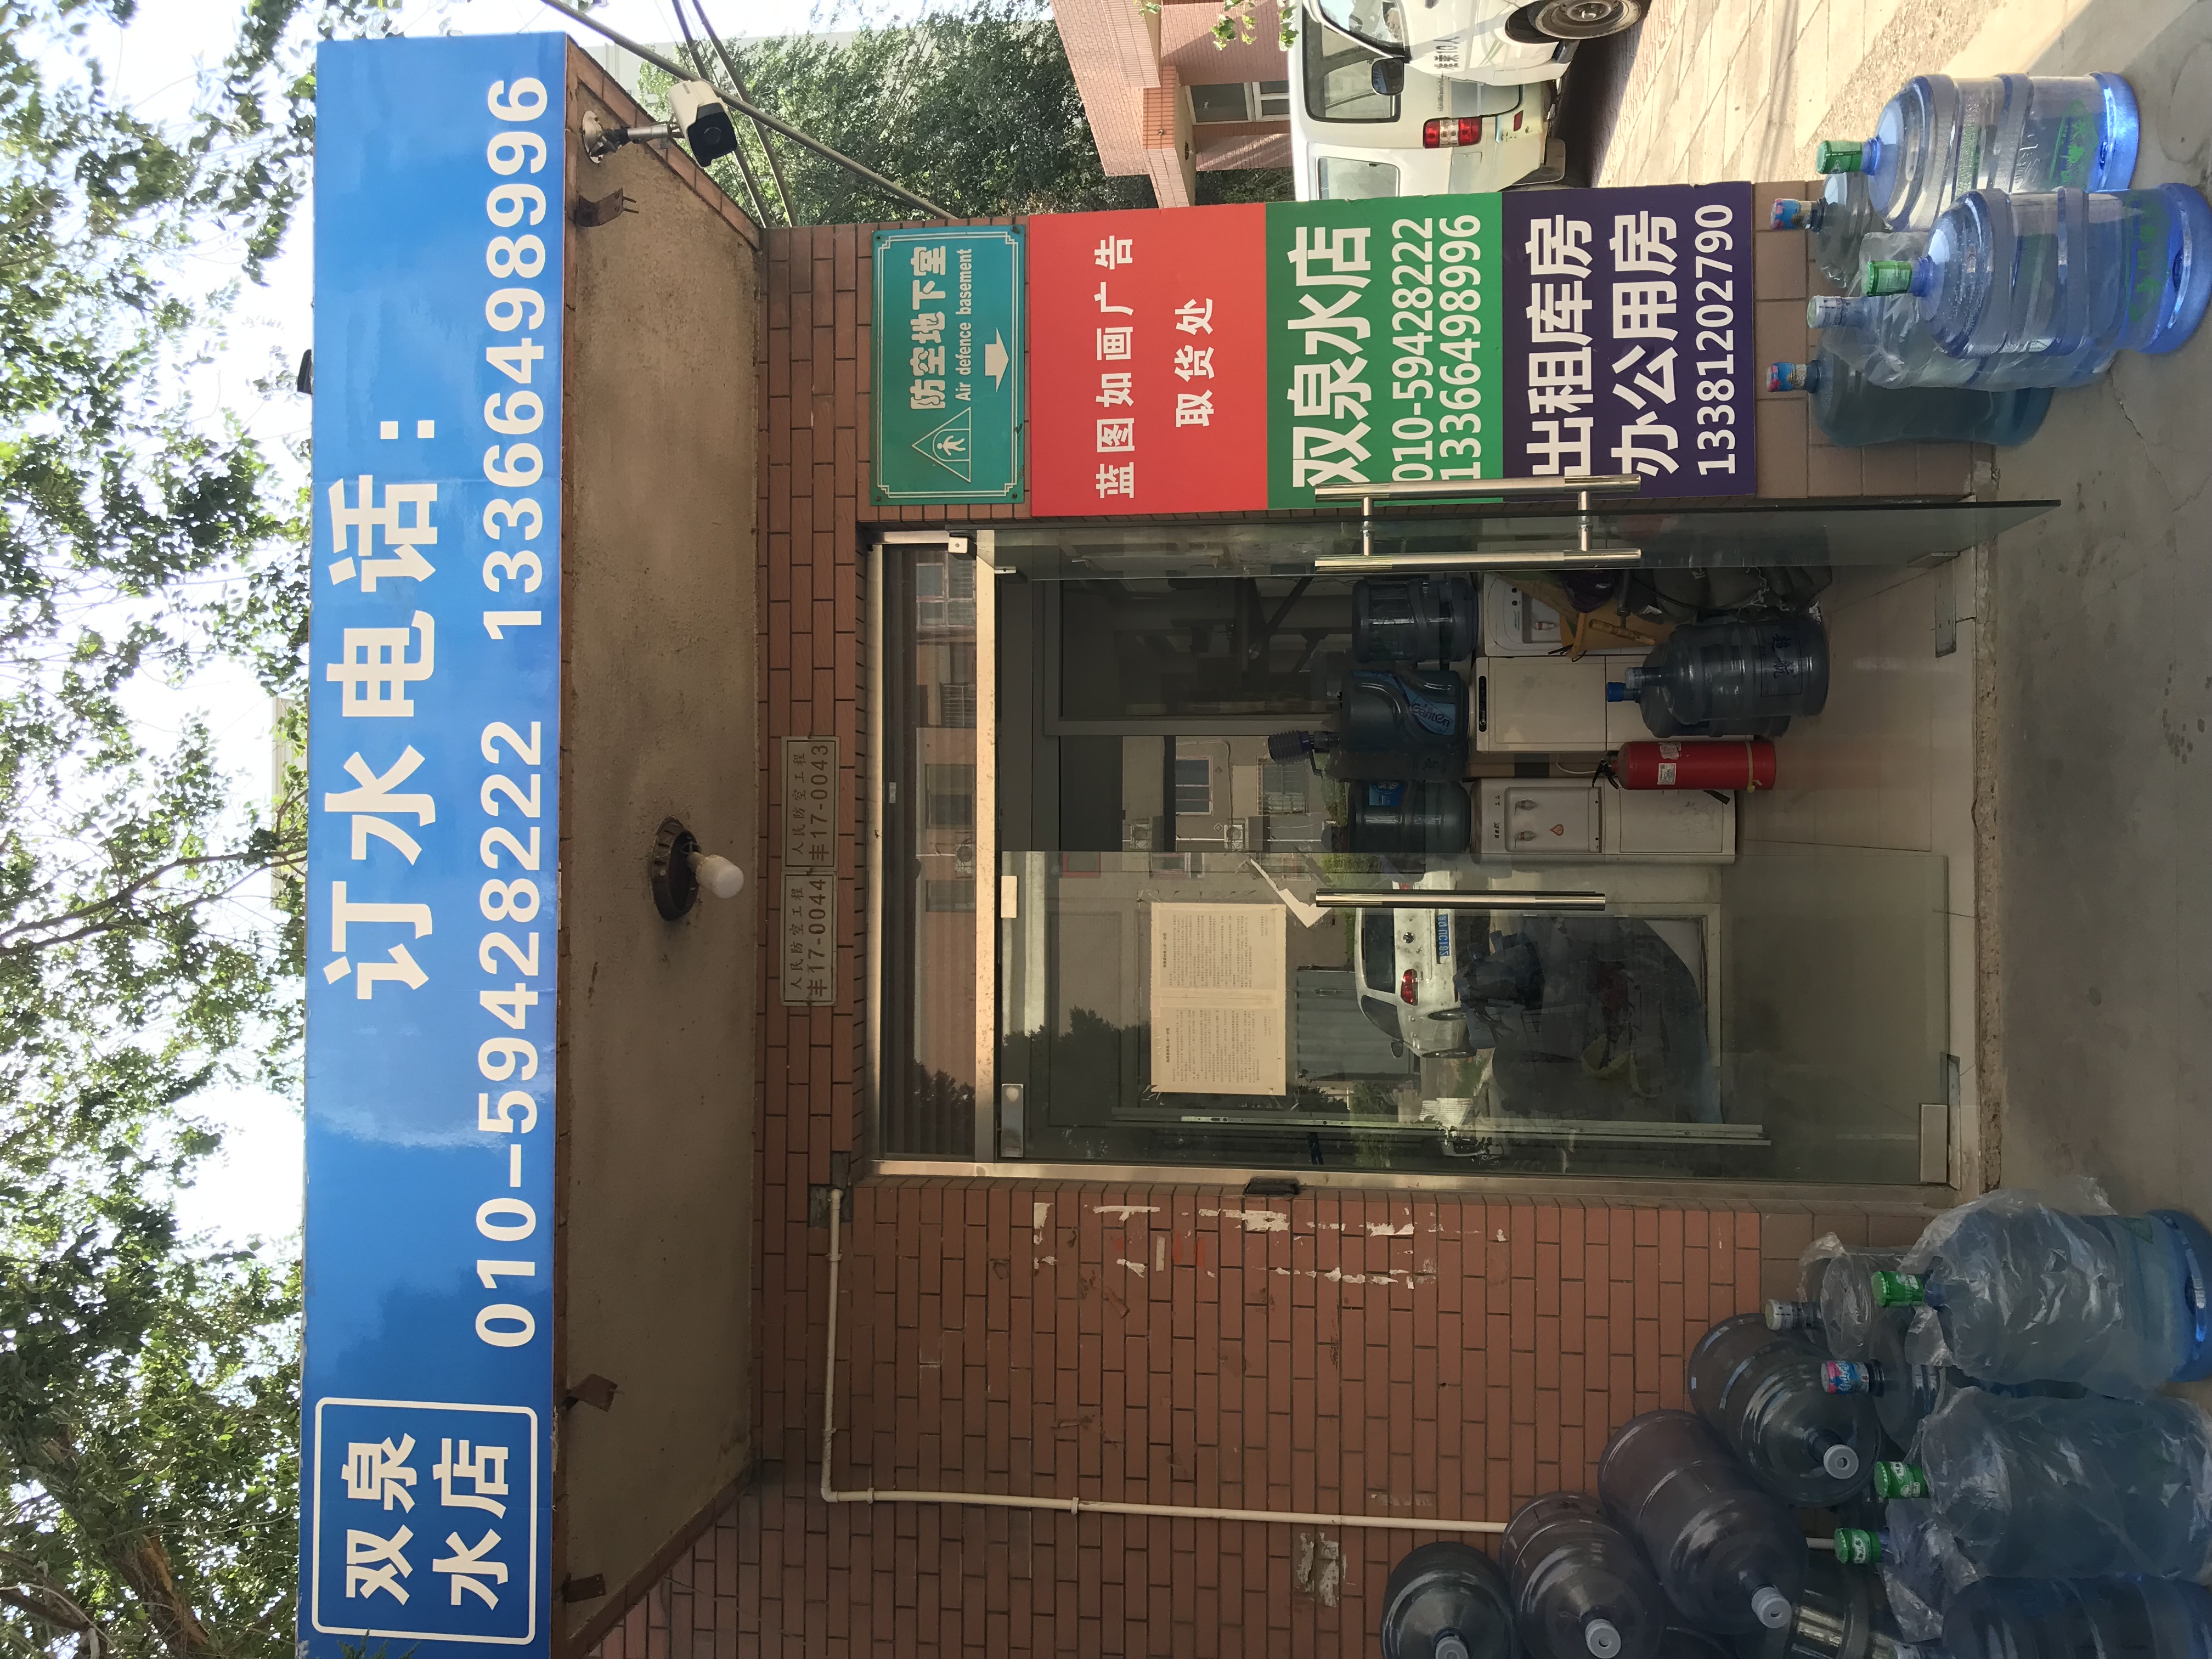 双泉
水店
订水电话：
010-59428222 13366498996
人民防空工程
丰17-0044
人民防空工程
丰17-0043
防空地下室
Air defence basement
蓝图如画广告
取货处
双泉水店
010-59428222
13366498996
出租库房
办公用房
13381202790
Ganten